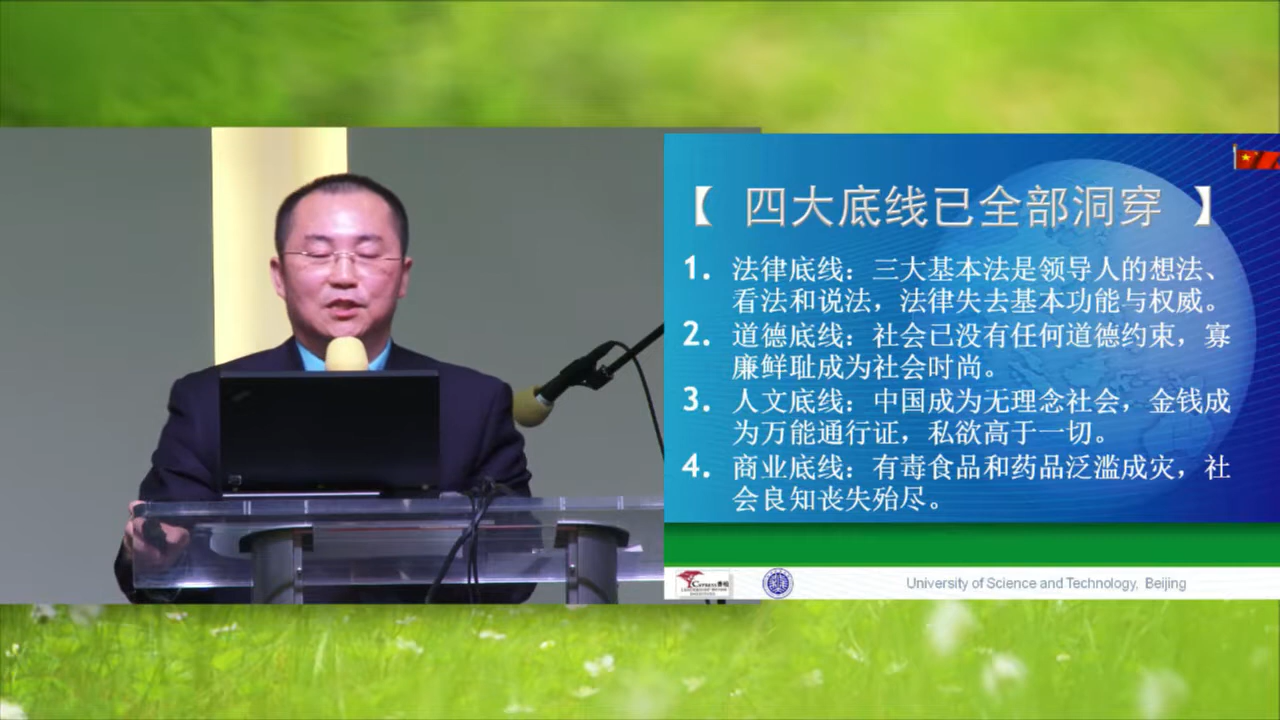 【 四大底线已全部洞穿 】
1. 法律底线：三大基本法是领导人的想法、
看法和说法，法律失去基本功能与权威。
2. 道德底线：社会已没有任何道德约束，寡
廉鲜耻成为社会时尚。
3. 人文底线：中国成为无理念社会，金钱成
为万能通行证，私欲高于一切。
4. 商业底线：有毒食品和药品泛滥成灾，社
会良知丧失殆尽。
University of Science and Technology, Beijing